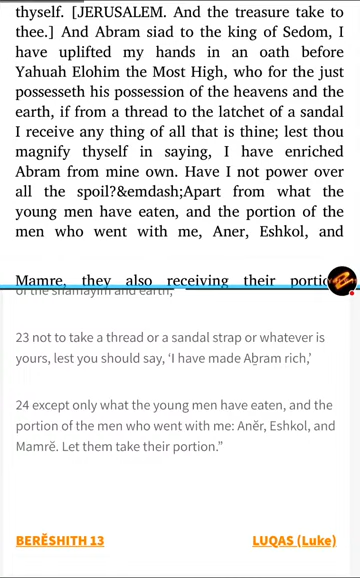 thyself. [JERUSALEM. And the treasure take to
thee.] And Abram siad to the king of Sedom, I
have uplifted my hands in an oath before
Yahuah Elohim the Most High, who for the just
possesseth his possession of the heavens and the
earth, if from a thread to the latchet of a sandal
I receive any thing of all that is thine; lest thou
magnify thyself in saying, I have enriched
Abram from mine own. Have I not power over
all the spoil?&emdash;Apart from what the
young men have eaten, and the portion of the
men who went with me, Aner, Eshkol, and
Mamre, they also receiving their portion
of the shamayim and earth,
23 not to take a thread or a sandal strap or whatever is
yours, lest you should say, ‘I have made Aḇram rich,’
24 except only what the young men have eaten, and the
portion of the men who went with me: Anĕr, Eshkol, and
Mamrĕ. Let them take their portion.”
BERĔSHITH 13 LUQAS (Luke)